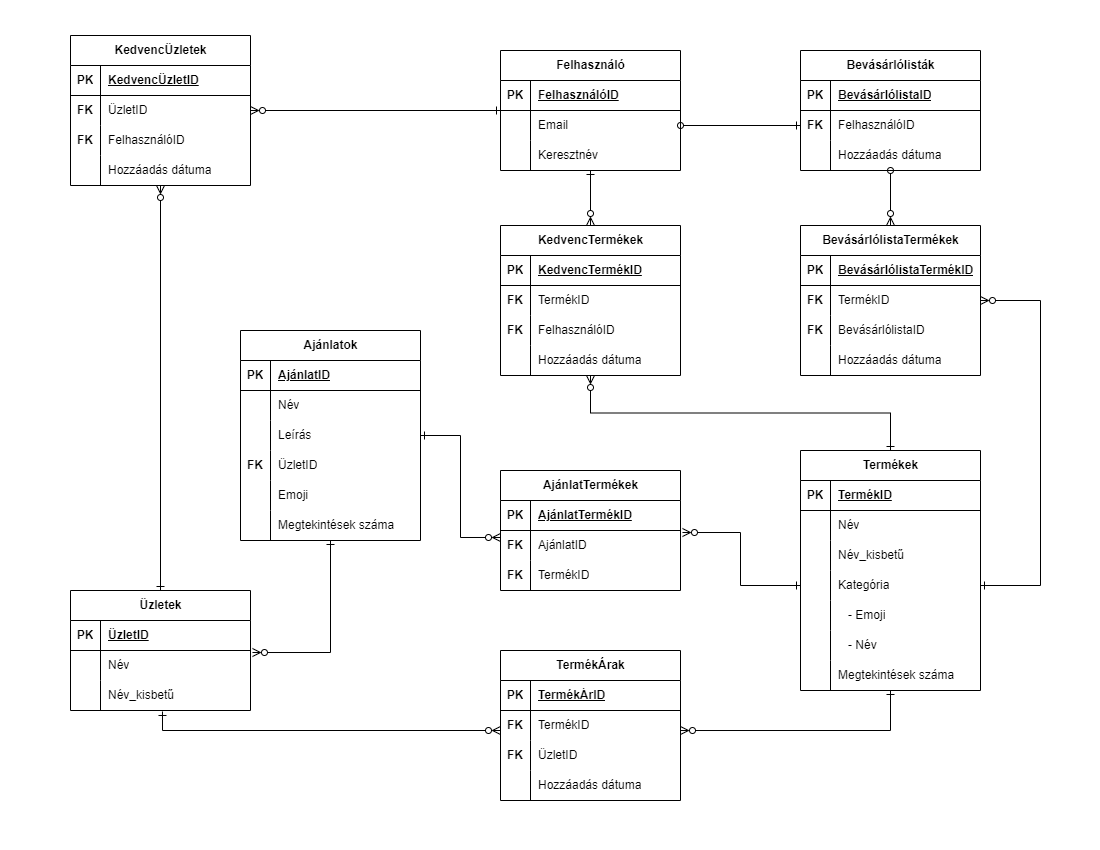 KedvencÜzletek
PK KedvencÜzletID
FK ÜzletID
FK FelhasználóID
Hozzáadás dátuma
Felhasználó
PK FelhasználóID
Email
Keresztnév
Bevásárlólisták
PK BevásárlólistaID
FK FelhasználóID
Hozzáadás dátuma
KedvencTermékek
PK KedvencTermékID
FK TermékID
FK FelhasználóID
Hozzáadás dátuma
BevásárlólistaTermékek
PK BevásárlólistaTermékID
FK TermékID
FK BevásárlólistaID
Hozzáadás dátuma
Ajánlatok
PK AjánlatID
Név
Leírás
FK ÜzletID
Emoji
Megtekintések száma
AjánlatTermékek
PK AjánlatTermékID
FK AjánlatID
FK TermékID
Termékek
PK TermékID
Név
Név_kisbetű
Kategória
- Emoji
- Név
Megtekintések száma
Üzletek
PK ÜzletID
Név
Név_kisbetű
TermékÁrak
PK TermékÁrID
FK TermékID
FK ÜzletID
Hozzáadás dátuma